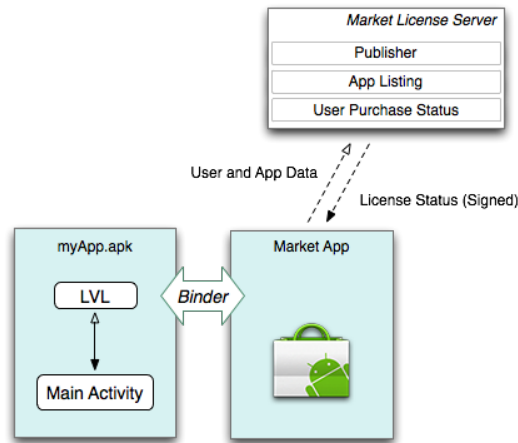 Market License Server
Publisher
App Listing
User Purchase Status
User and App Data
License Status (Signed)
myApp.apk
Market App
LVL
Binder
Main Activity